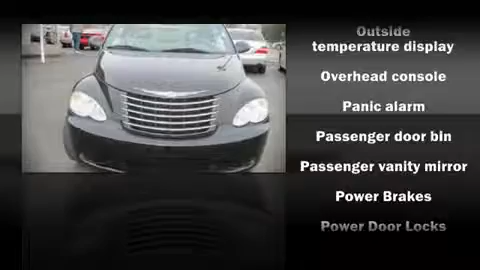 Outside
temperature display
Overhead console
Panic alarm
Passenger door bin
Passenger vanity mirror
Power Brakes
Power Door Locks